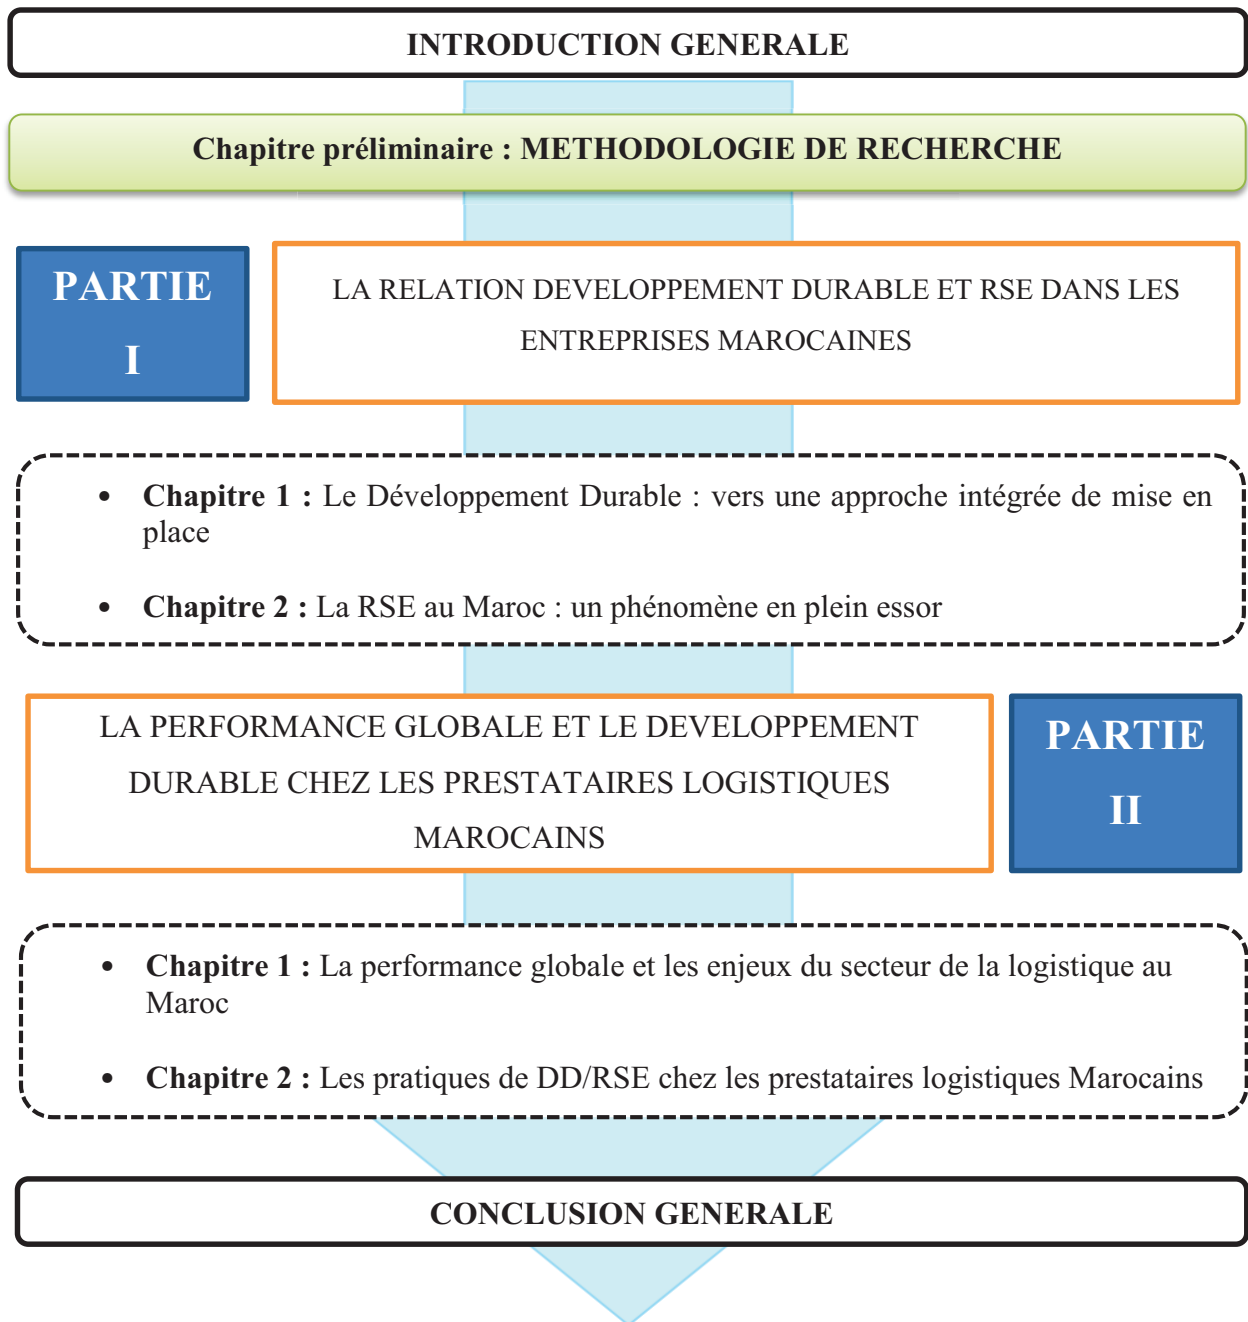 INTRODUCTION GENERALE
Chapitre préliminaire : METHODOLOGIE DE RECHERCHE
PARTIE
I
LA RELATION DEVELOPPEMENT DURABLE ET RSE DANS LES
ENTREPRISES MAROCAINES
• Chapitre 1 : Le Développement Durable : vers une approche intégrée de mise en
place
• Chapitre 2 : La RSE au Maroc : un phénomène en plein essor
LA PERFORMANCE GLOBALE ET LE DEVELOPPEMENT
DURABLE CHEZ LES PRESTATAIRES LOGISTIQUES
MAROCAINS
PARTIE
II
• Chapitre 1 : La performance globale et les enjeux du secteur de la logistique au
Maroc
• Chapitre 2 : Les pratiques de DD/RSE chez les prestataires logistiques Marocains
CONCLUSION GENERALE